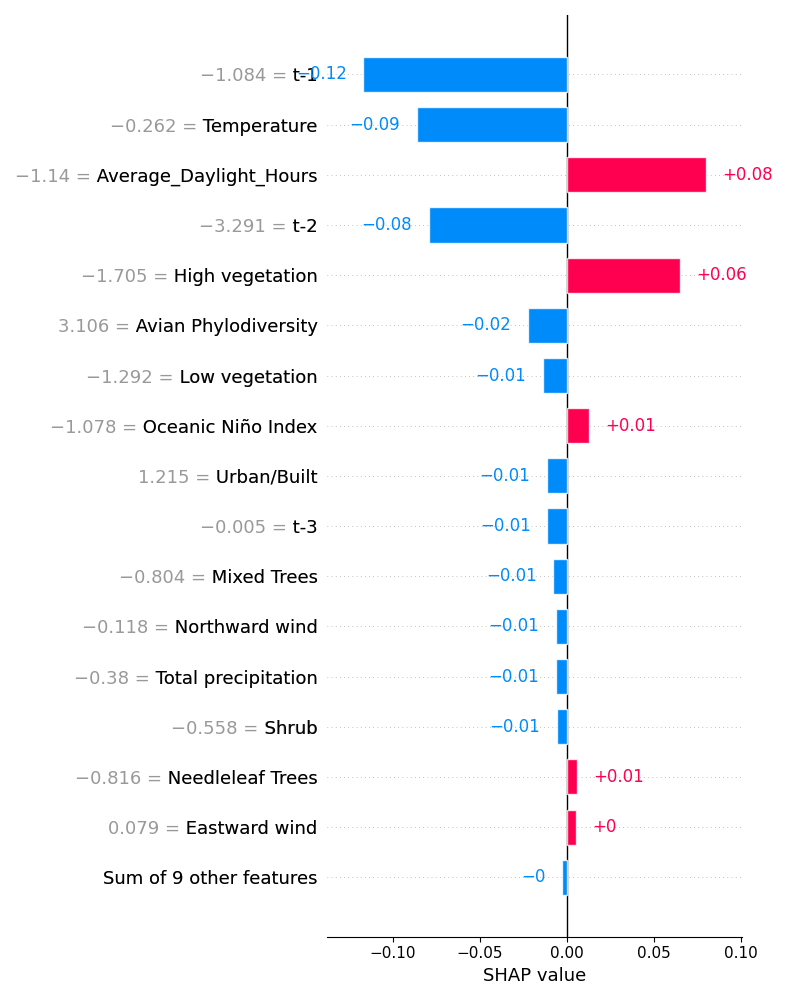 −1.084 = t-1 −0.12
−0.262 = Temperature −0.09
−1.14 = Average_Daylight_Hours +0.08
−3.291 = t-2 −0.08
−1.705 = High vegetation +0.06
3.106 = Avian Phylodiversity −0.02
−1.292 = Low vegetation −0.01
−1.078 = Oceanic Niño Index +0.01
1.215 = Urban/Built −0.01
−0.005 = t-3 −0.01
−0.804 = Mixed Trees −0.01
−0.118 = Northward wind −0.01
−0.38 = Total precipitation −0.01
−0.558 = Shrub −0.01
−0.816 = Needleleaf Trees +0.01
0.079 = Eastward wind +0
Sum of 9 other features −0
−0.10 −0.05 0.00 0.05 0.10
SHAP value